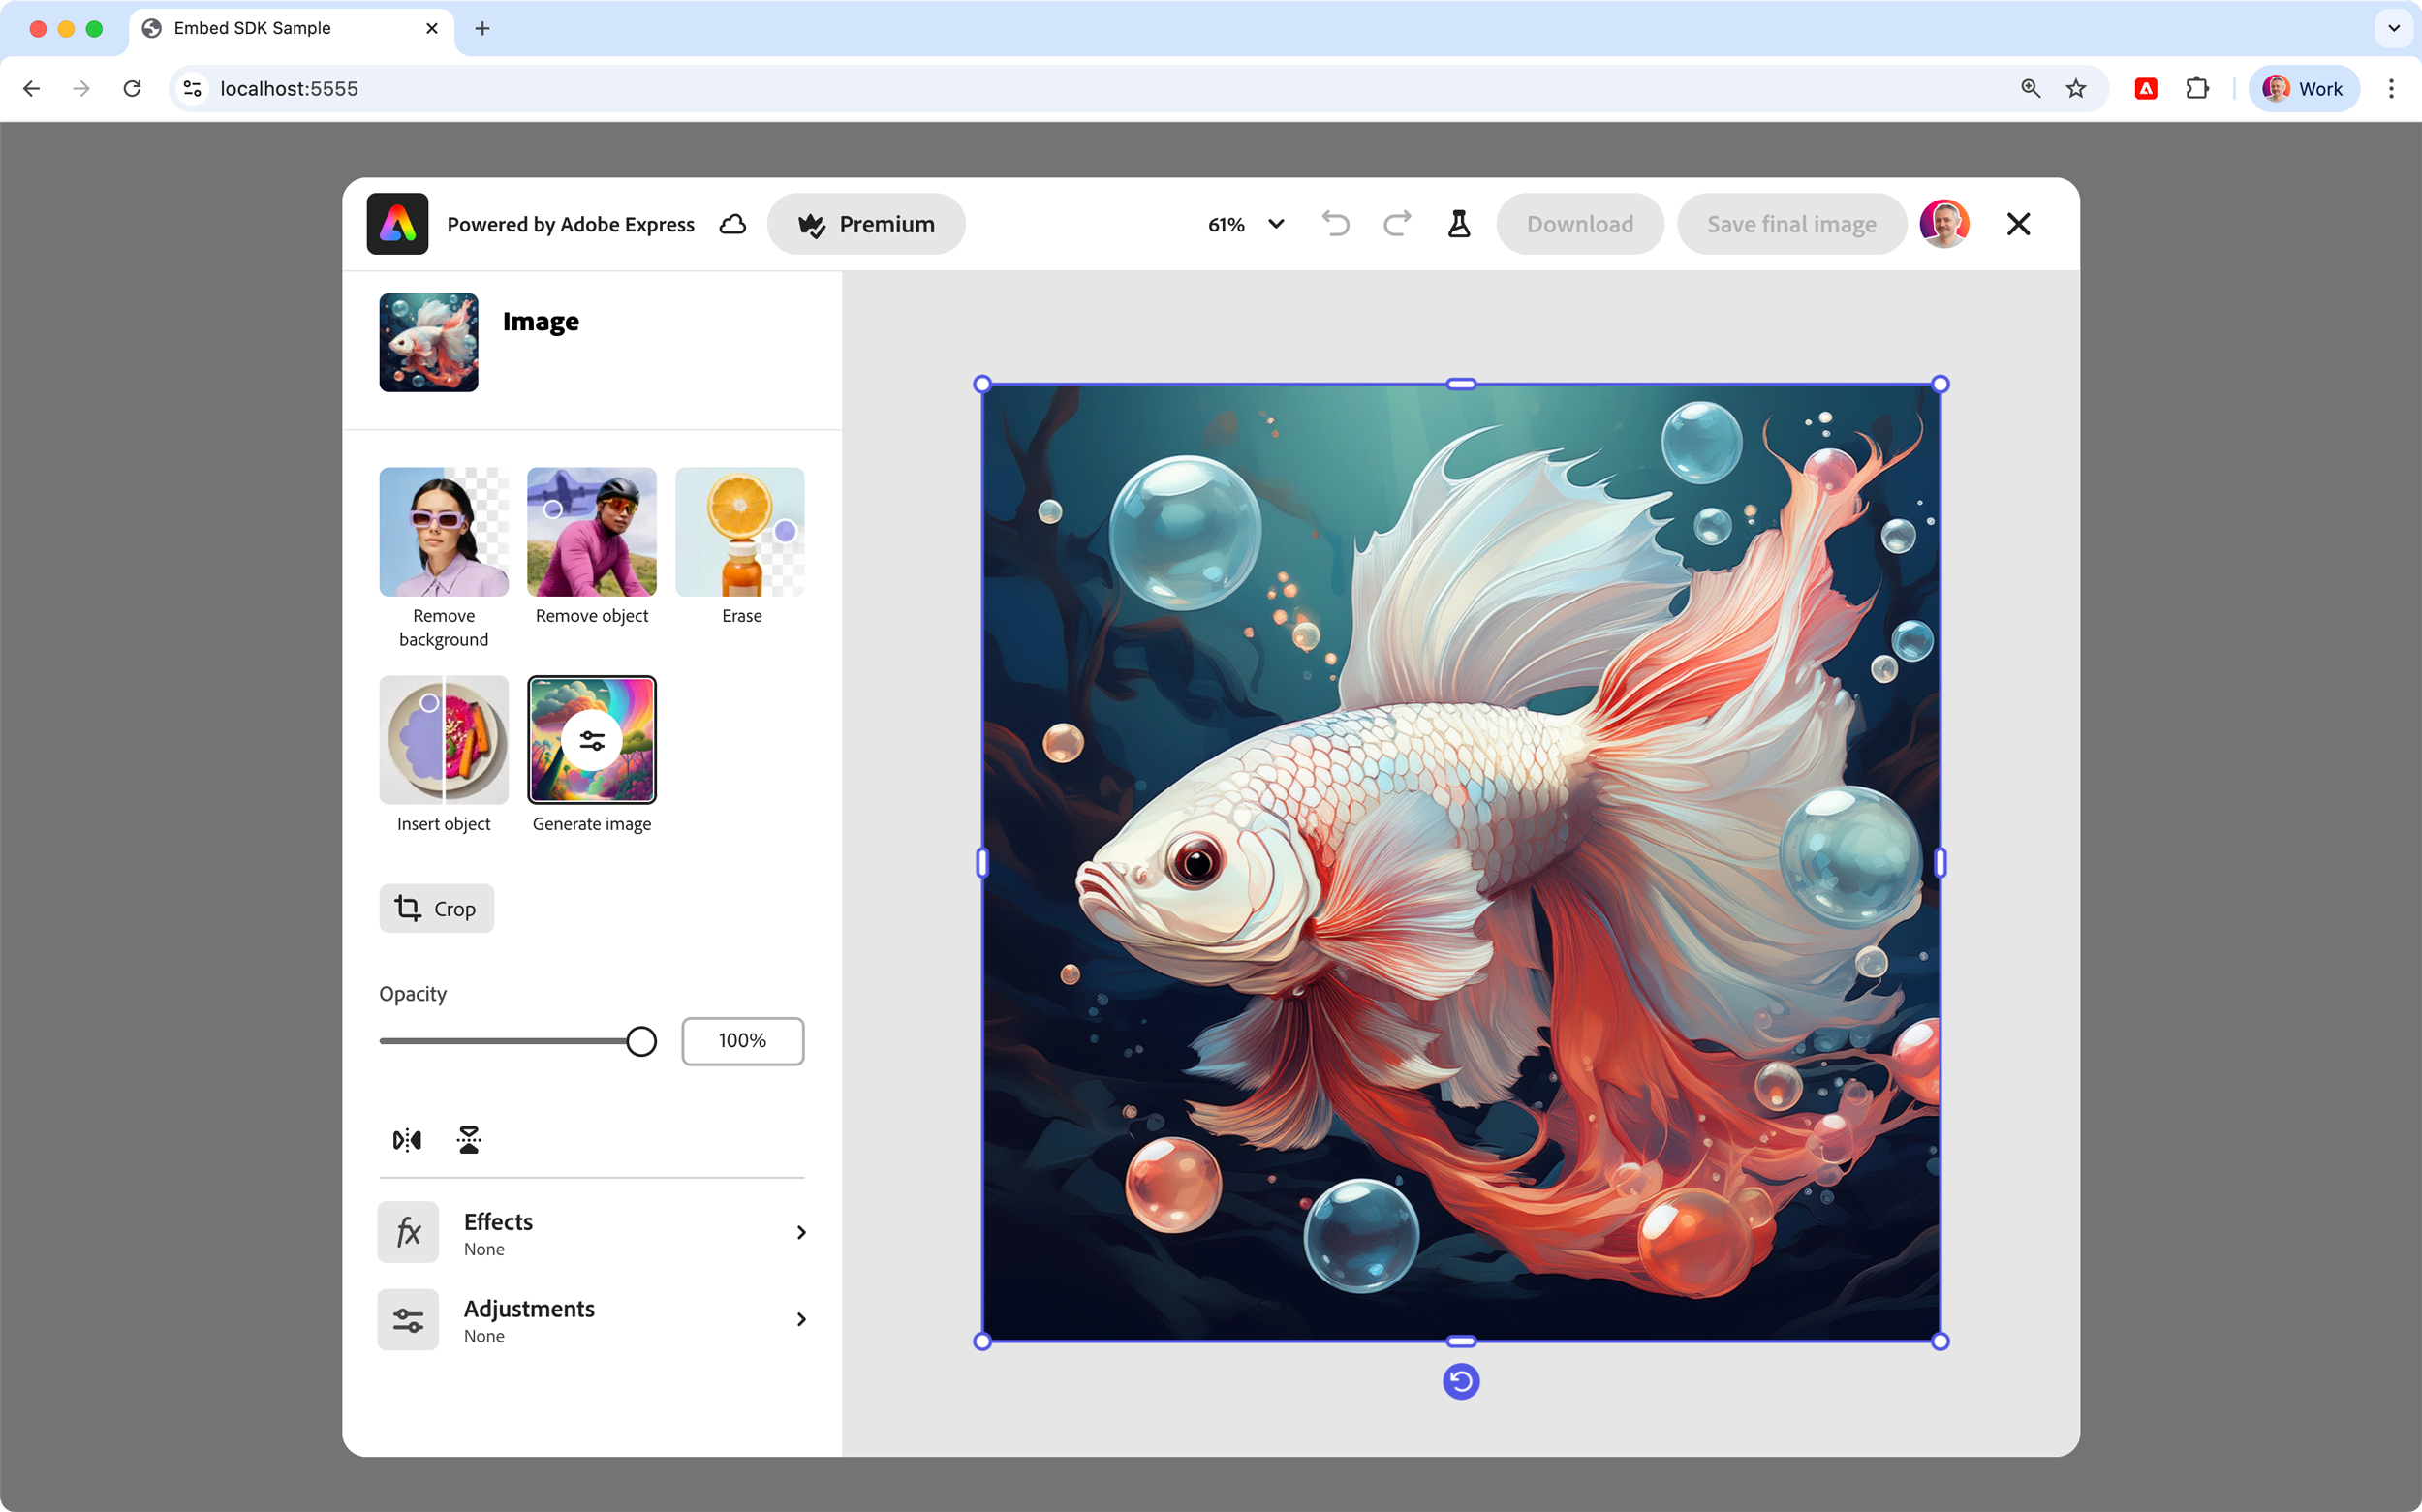 Embed SDK Sample
localhost:5555
Work
Powered by Adobe Express
Premium
61%
Download
Save final image
Image
Remove
background
Remove object
Erase
Insert object
Generate image
Crop
Opacity
100%
fx
Effects
None
Adjustments
None